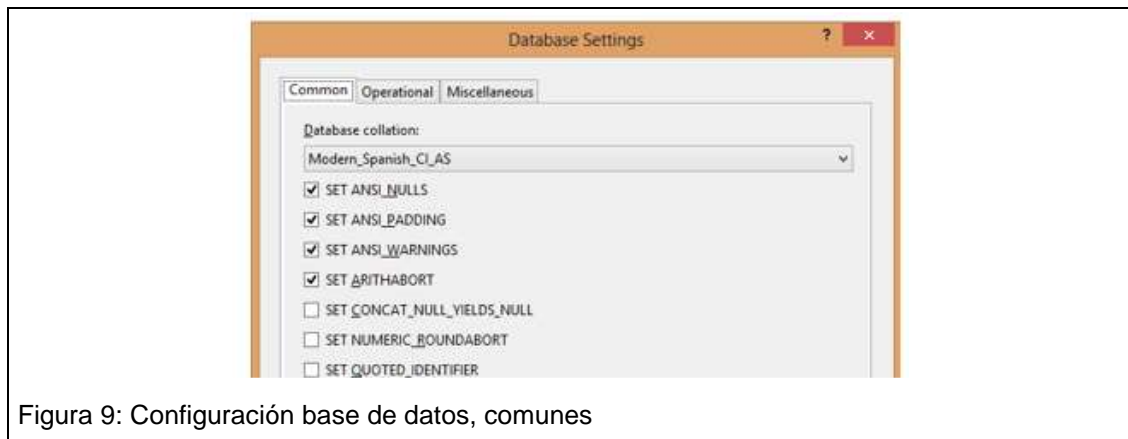 Database Settings
? ×
Common Operational Miscellaneous
Database collation:
Modern_Spanish_CI_AS
SET ANSI_NULLS
SET ANSI_PADDING
SET ANSI_WARNINGS
SET ARITHABORT
SET CONCAT_NULL_YIELDS_NULL
SET NUMERIC_ROUNDABORT
SET QUOTED_IDENTIFIER
Figura 9: Configuración base de datos, comunes